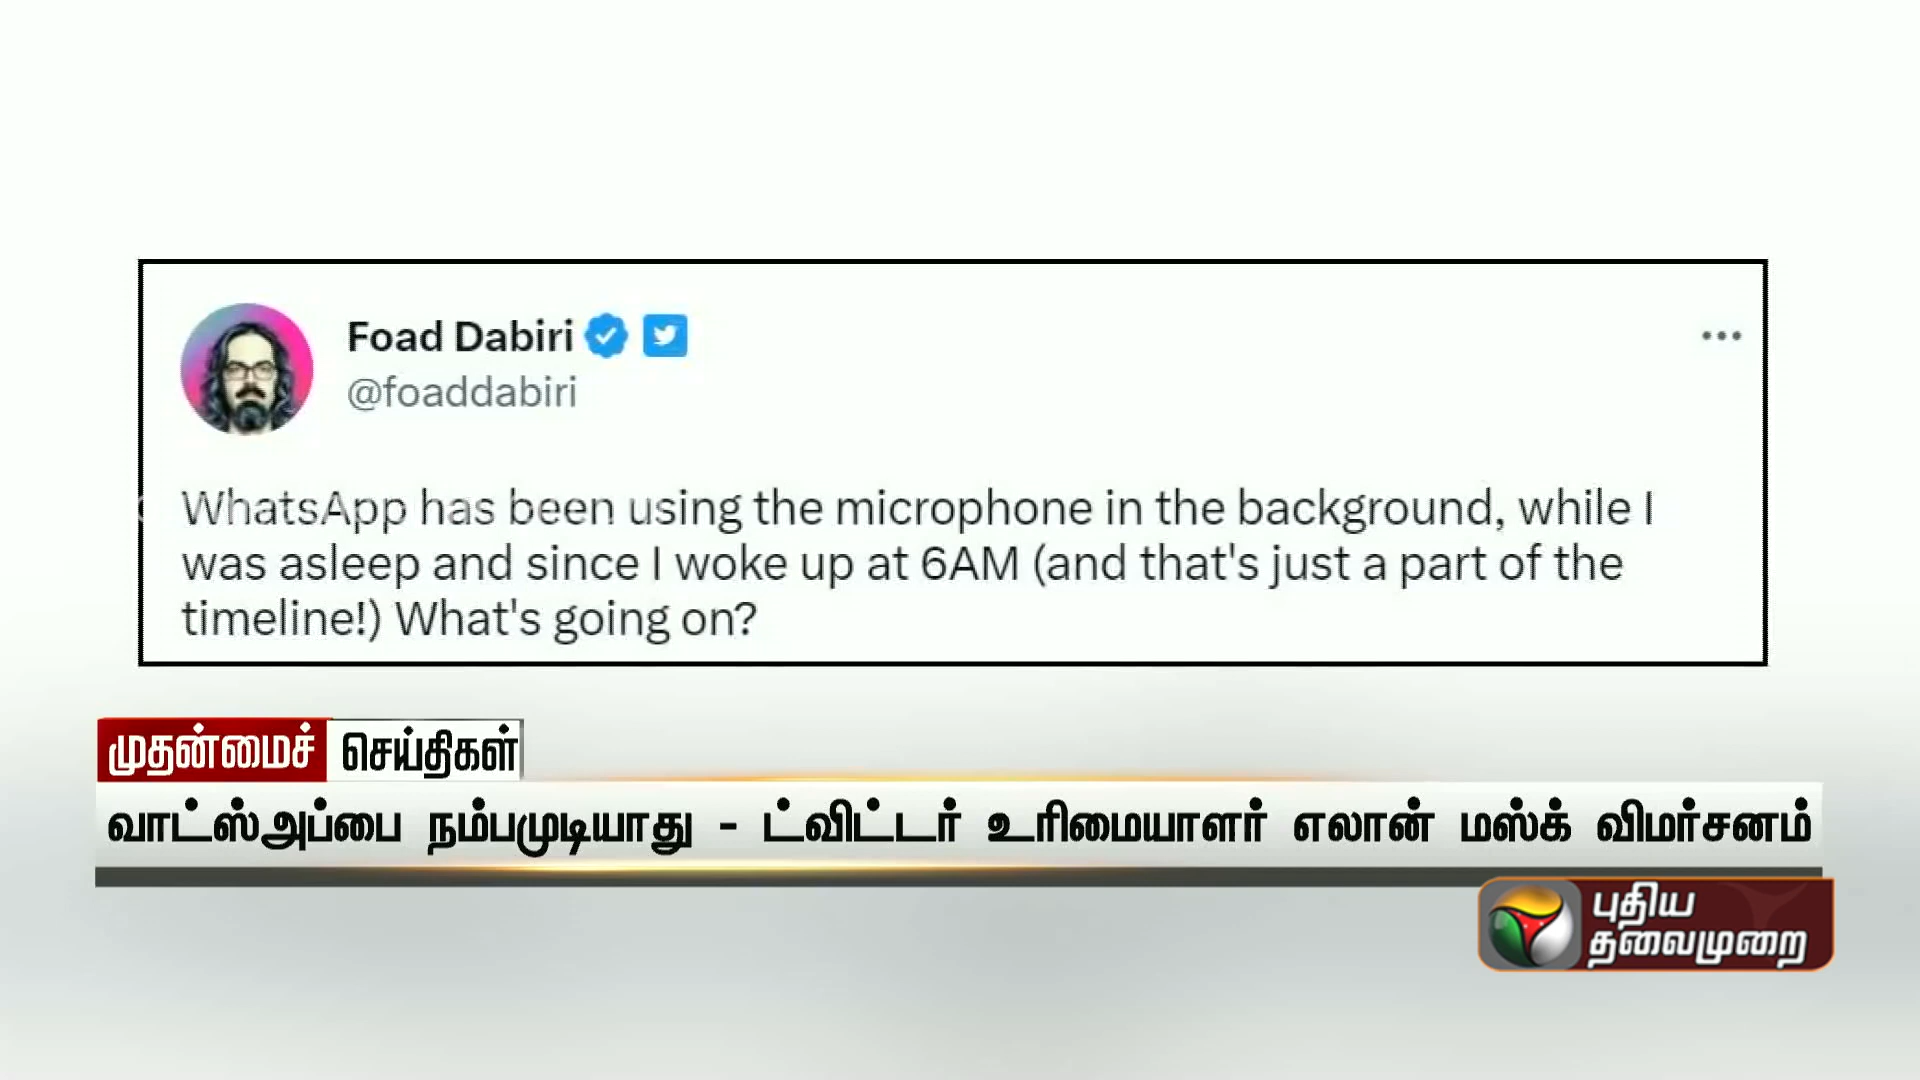 Foad Dabiri
@foaddabiri
WhatsApp has been using the microphone in the background, while I
was asleep and since I woke up at 6AM (and that's just a part of the
timeline!) What's going on?
முதன்மைச் செய்திகள்
வாட்ஸ்அப்பை நம்பமுடியாது - ட்விட்டர் உரிமையாளர் எலான் மஸ்க் விமர்சனம்
புதிய
தலைமுறை